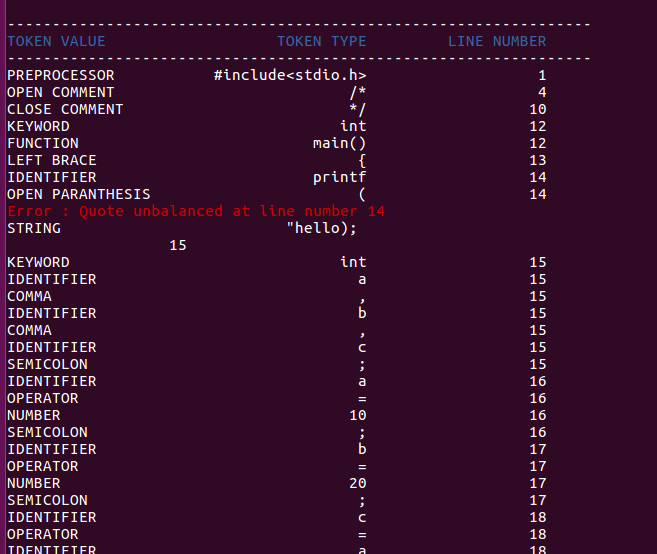 -----------------------------------------------------------------
TOKEN VALUE                   TOKEN TYPE         LINE NUMBER
-----------------------------------------------------------------
PREPROCESSOR           #include<stdio.h>                  1
OPEN COMMENT                          /*                  4
CLOSE COMMENT                         */                 10
KEYWORD                              int                 12
FUNCTION                          main()                 12
LEFT BRACE                             {                 13
IDENTIFIER                        printf                 14
OPEN PARANTHESIS                       (                 14
Error : Quote unbalanced at line number 14
STRING                         "hello);
                  15
KEYWORD                              int                 15
IDENTIFIER                             a                 15
COMMA                                  ,                 15
IDENTIFIER                             b                 15
COMMA                                  ,                 15
IDENTIFIER                             c                 15
SEMICOLON                              ;                 15
IDENTIFIER                             a                 16
OPERATOR                               =                 16
NUMBER                                10                 16
SEMICOLON                              ;                 16
IDENTIFIER                             b                 17
OPERATOR                               =                 17
NUMBER                                20                 17
SEMICOLON                              ;                 17
IDENTIFIER                             c                 18
OPERATOR                               =                 18
IDENTIFIER                             a                 18